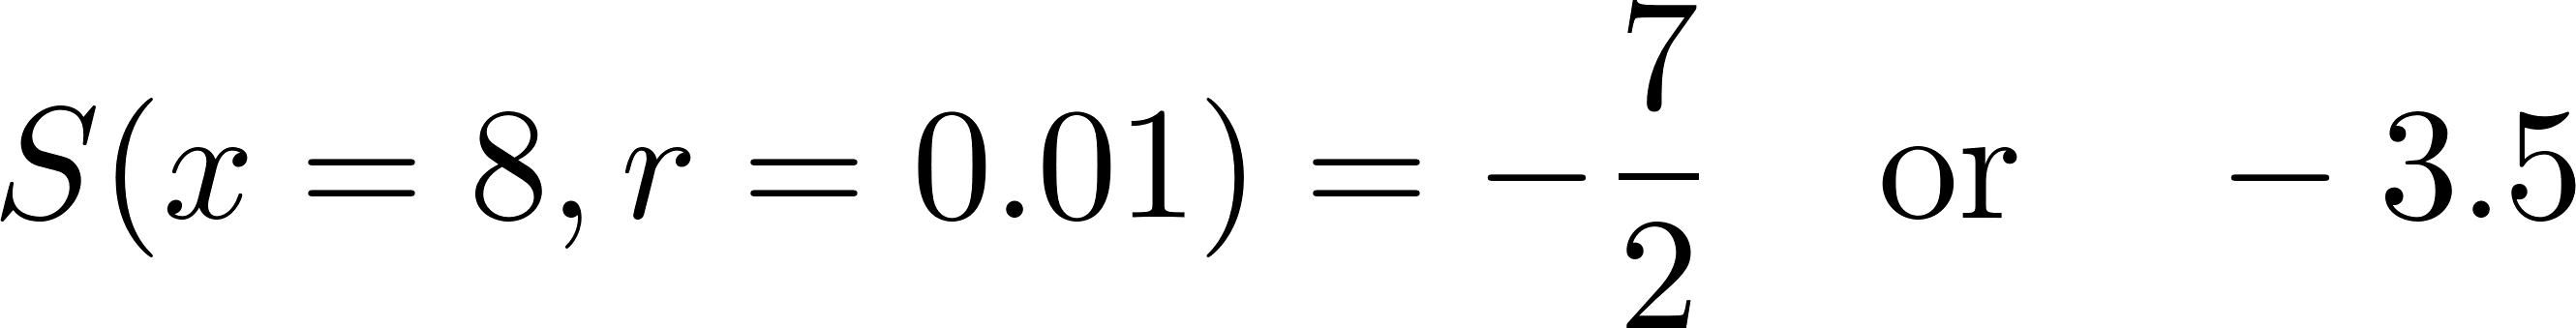 S(x = 8, r = 0.01) = −7/2 or − 3.5